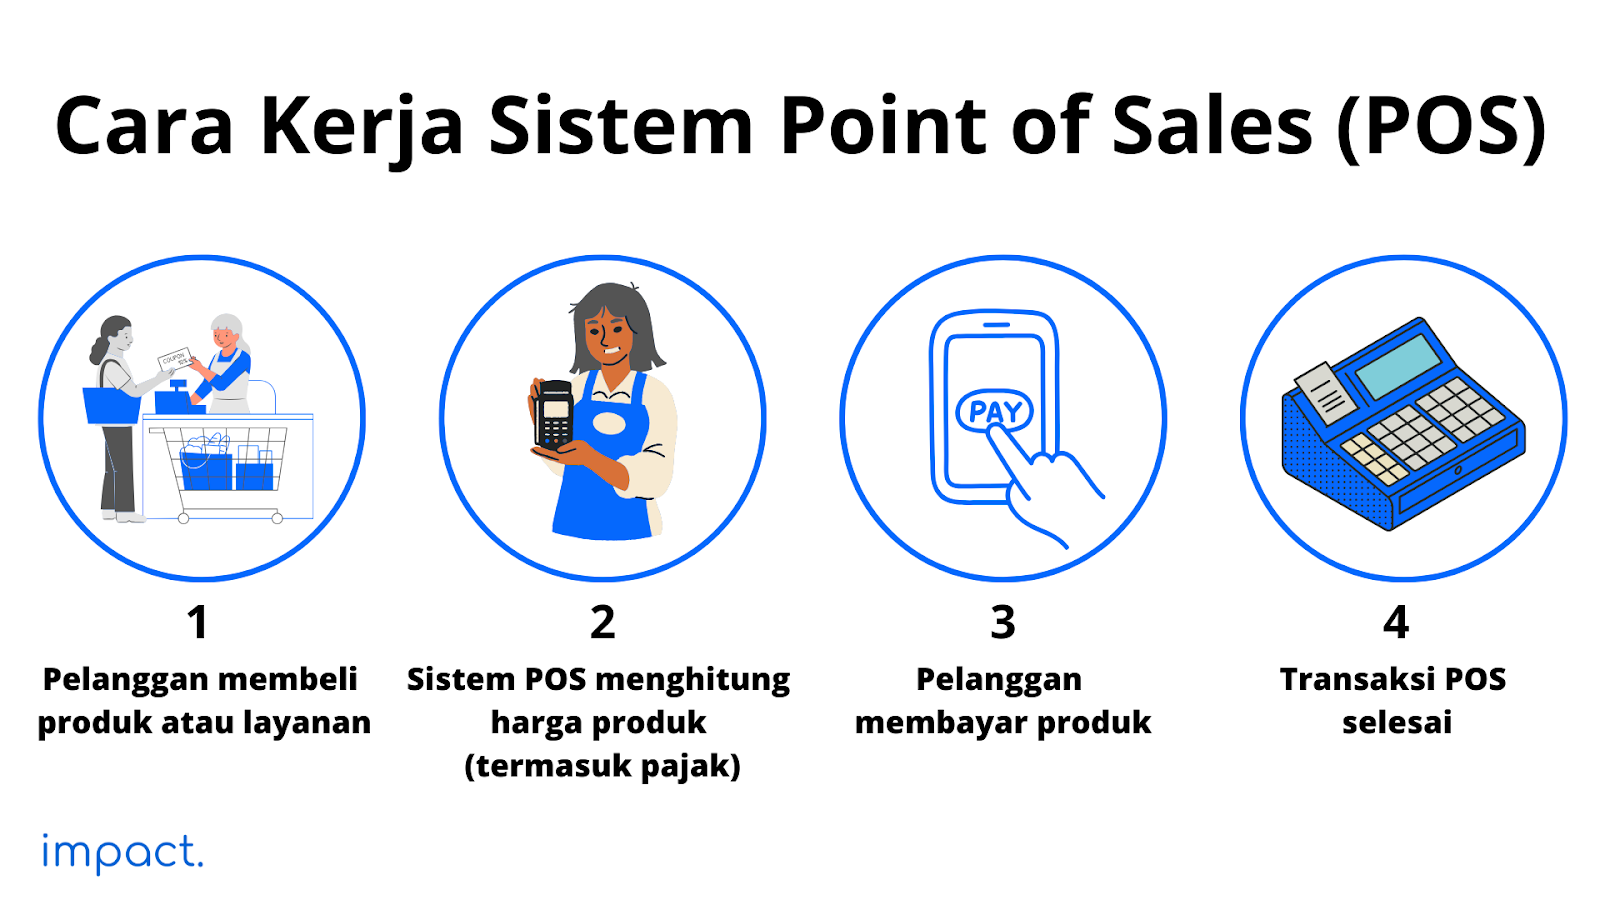 Cara Kerja Sistem Point of Sales (POS)
COUPON
PAY
1
Pelanggan membeli
produk atau layanan
2
Sistem POS menghitung
harga produk
(termasuk pajak)
3
Pelanggan
membayar produk
4
Transaksi POS
selesai
impact.